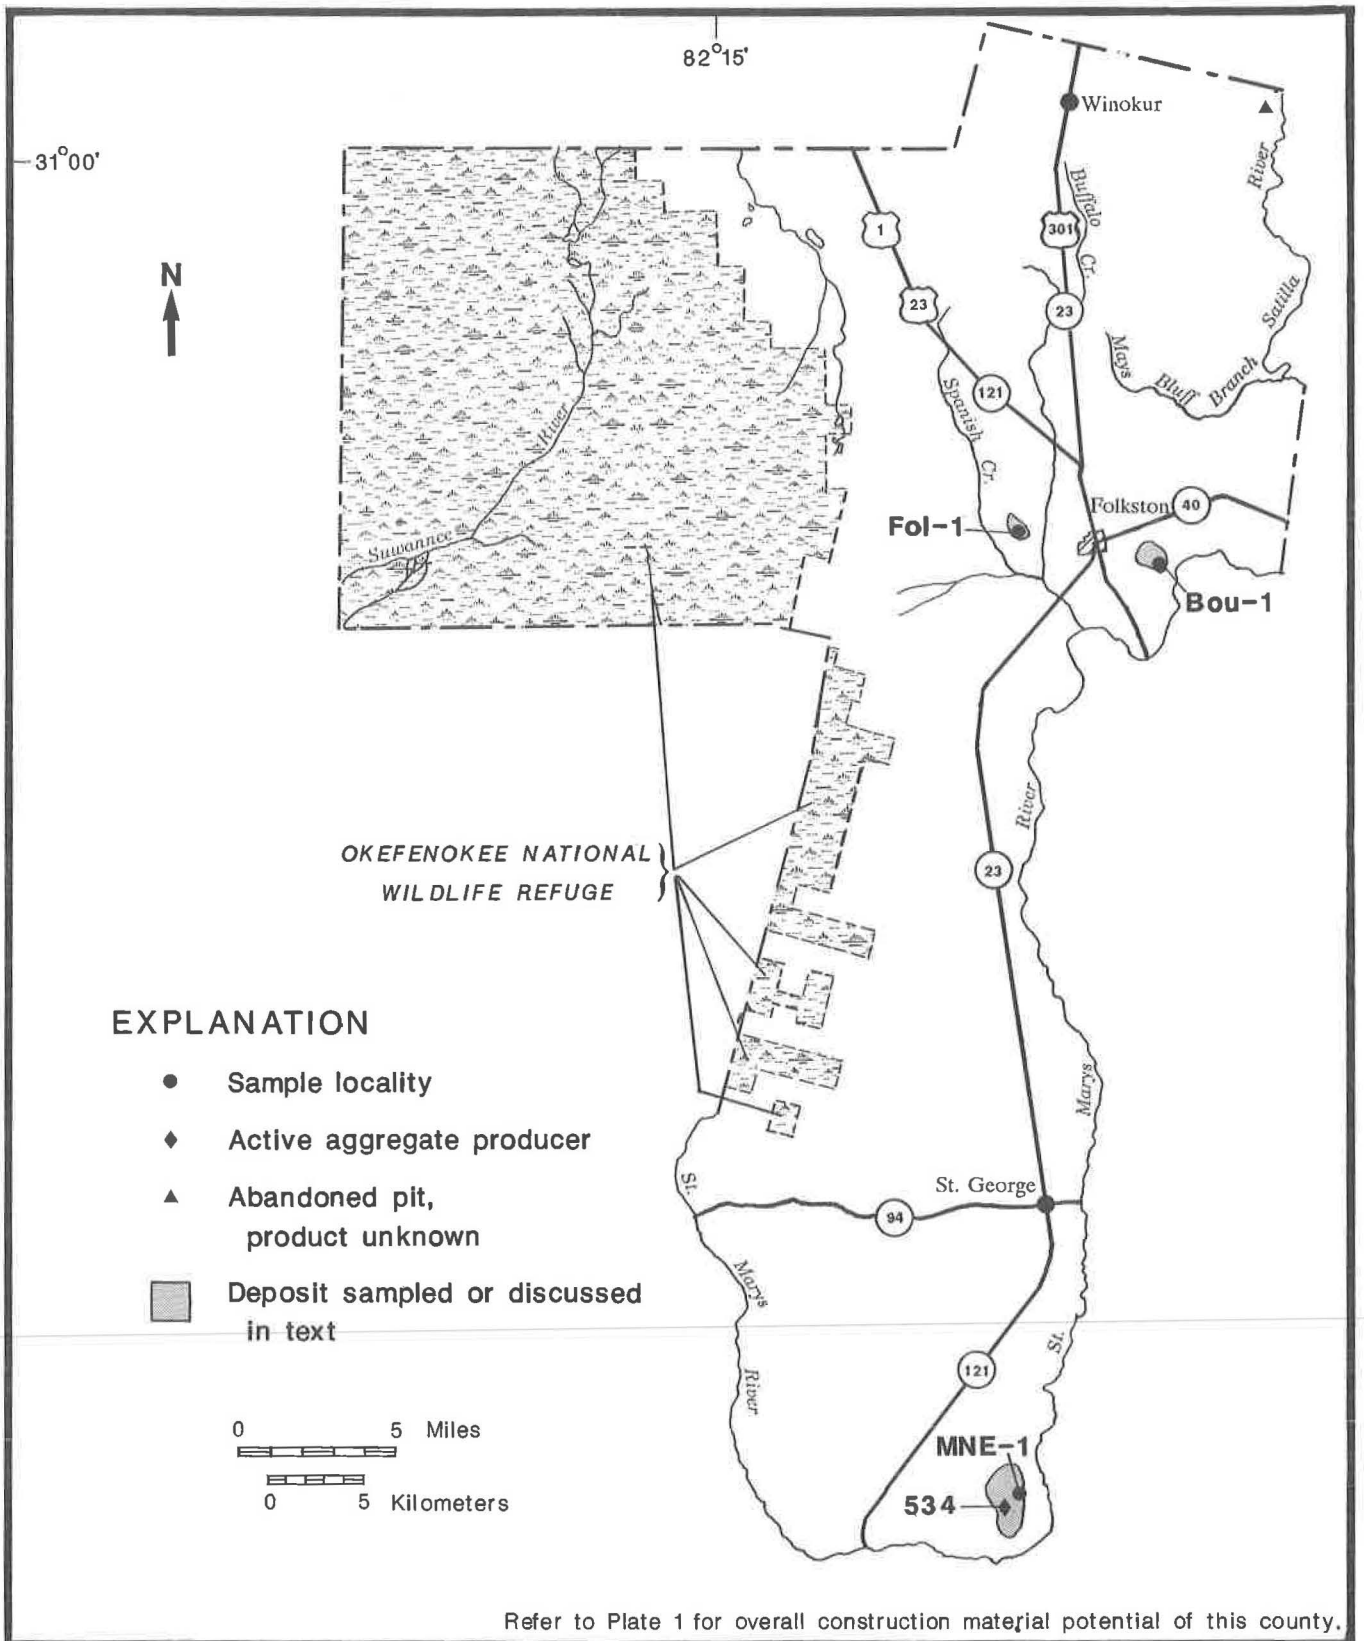 82°15'
31°00'
N
Winokur
River
Satilla
Buffalo
Cr.
1
301
23
23
Mays
Bluff
Branch
121
Spanish
Cr.
River
Suwannee
Folkston
40
Fol-1
Bou-1
River
OKEFENOKEE NATIONAL
WILDLIFE REFUGE
23
Marys
EXPLANATION
Sample locality
Active aggregate producer
Abandoned pit,
product unknown
Deposit sampled or discussed
in text
St.
St. George
94
Marys
River
St.
121
0 5 Miles
0 5 Kilometers
MNE-1
534
Refer to Plate 1 for overall construction material potential of this county.